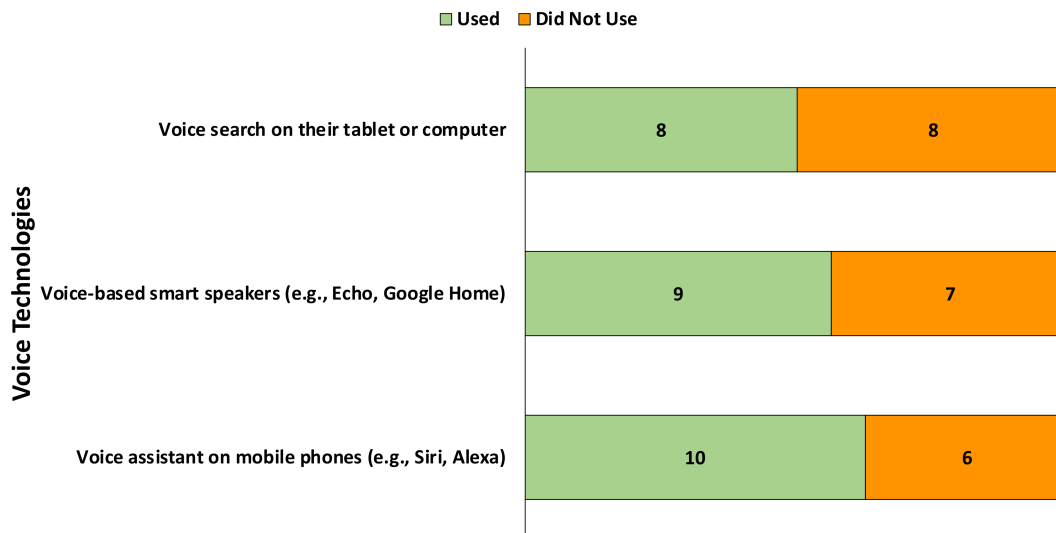 Used Did Not Use
Voice Technologies
Voice search on their tablet or computer 8 8
Voice-based smart speakers (e.g., Echo, Google Home) 9 7
Voice assistant on mobile phones (e.g., Siri, Alexa) 10 6